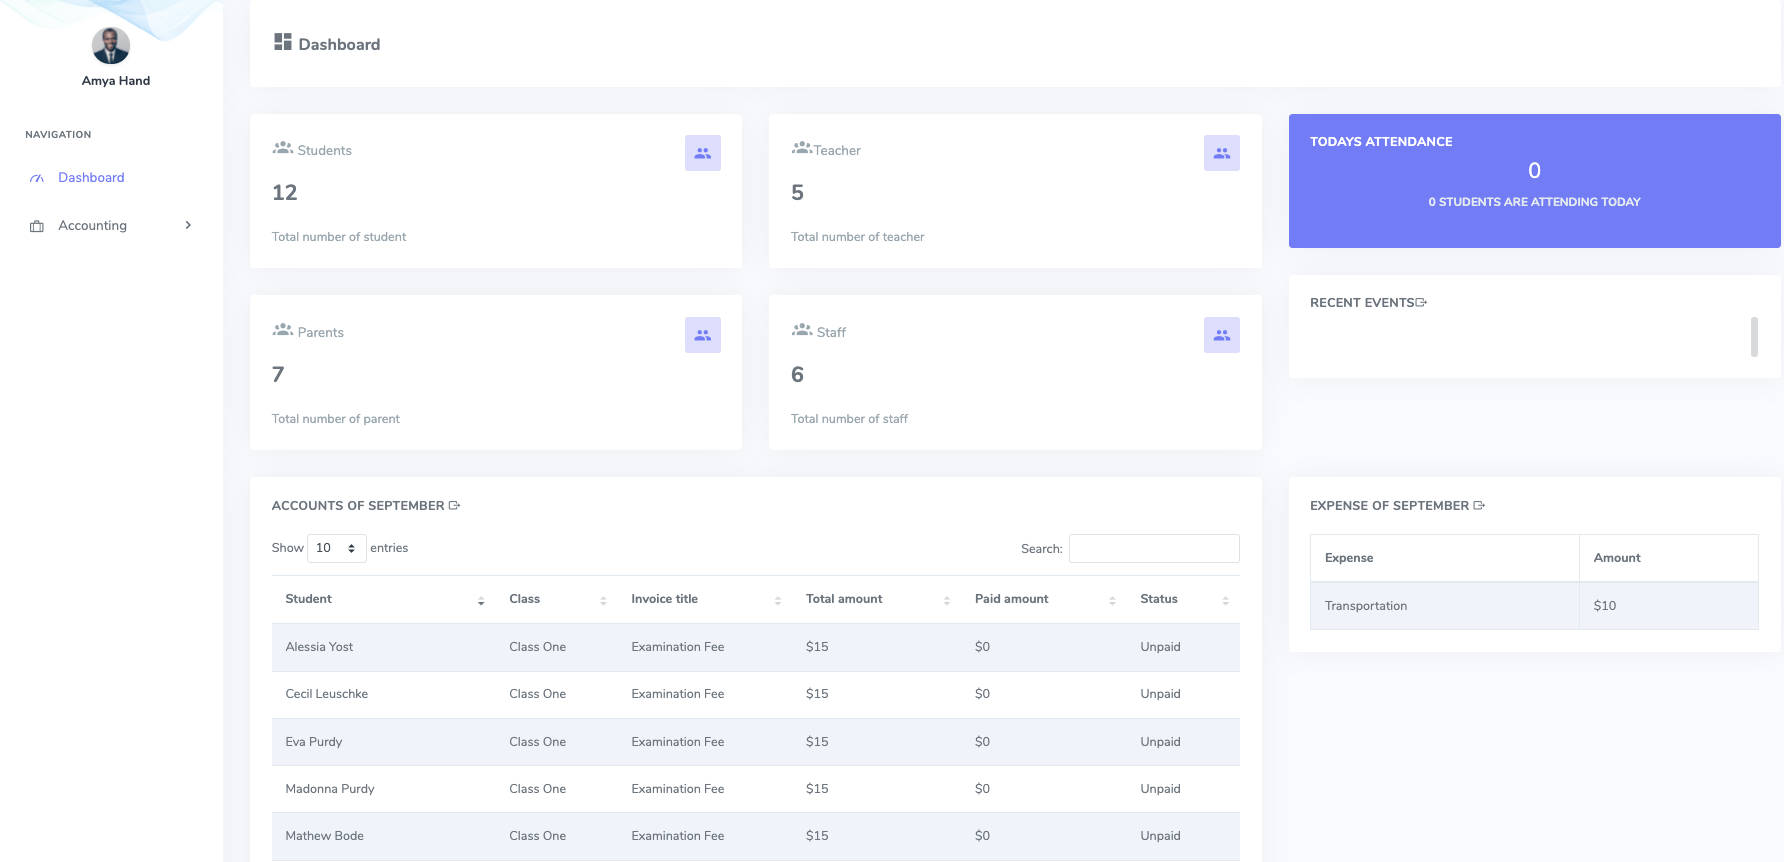 Amya Hand
NAVIGATION
Dashboard
Accounting
Dashboard
Students
12
Total number of student
Teacher
5
Total number of teacher
TODAYS ATTENDANCE
0
0 STUDENTS ARE ATTENDING TODAY
Parents
7
Total number of parent
Staff
6
Total number of staff
RECENT EVENTS
ACCOUNTS OF SEPTEMBER
Show 10 entries
Search:
Student Class Invoice title Total amount Paid amount Status
Alessia Yost Class One Examination Fee $15 $0 Unpaid
Cecil Leuschke Class One Examination Fee $15 $0 Unpaid
Eva Purdy Class One Examination Fee $15 $0 Unpaid
Madonna Purdy Class One Examination Fee $15 $0 Unpaid
Mathew Bode Class One Examination Fee $15 $0 Unpaid
EXPENSE OF SEPTEMBER
Expense Amount
Transportation $10